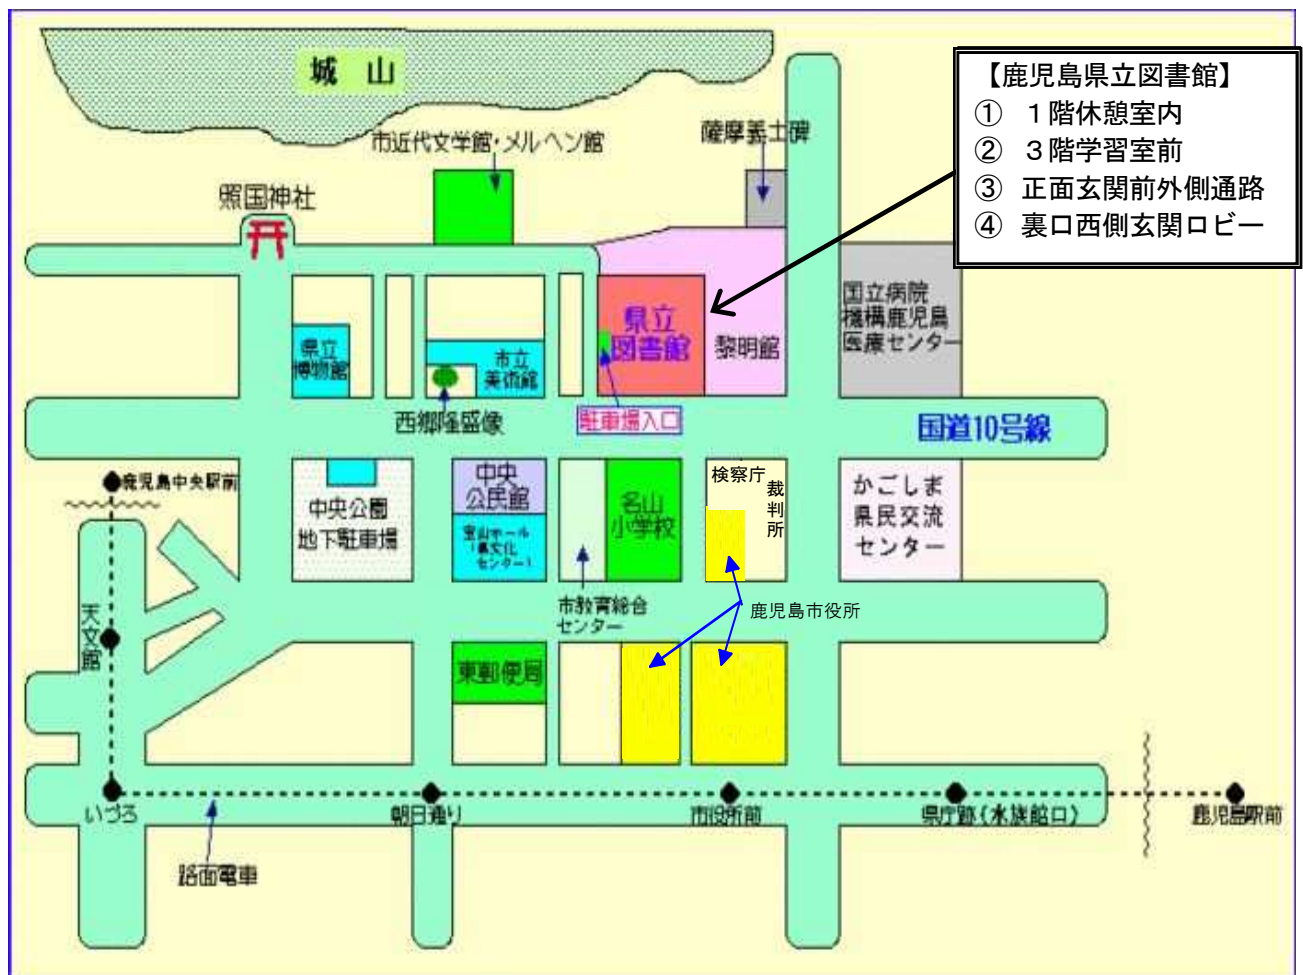 城 山
【鹿児島県立図書館】
① １階休憩室内
② ３階学習室前
③ 正面玄関前外側通路
④ 裏口西側玄関ロビー
市近代文学館・メルヘン館
薩摩義士碑
照国神社
国立病院
機構鹿児島
医療センター
県立
図書館
黎明館
県立
博物館
市立
美術館
西郷隆盛像
駐車場入口
国道10号線
鹿児島中央駅前
中央公園
地下駐車場
中央
公民館
宝山ホール
(県文化
センター)
名山
小学校
検察庁
裁判所
かごしま
県民交流
センター
市教育総合
センター
鹿児島市役所
天文館
東郵便局
いづろ
朝日通り
市役所前
県庁跡(水族館口)
鹿児島駅前
路面電車